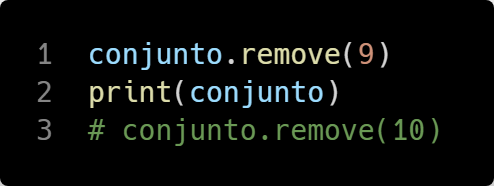 1 conjunto.remove(9)
2 print(conjunto)
3 # conjunto.remove(10)